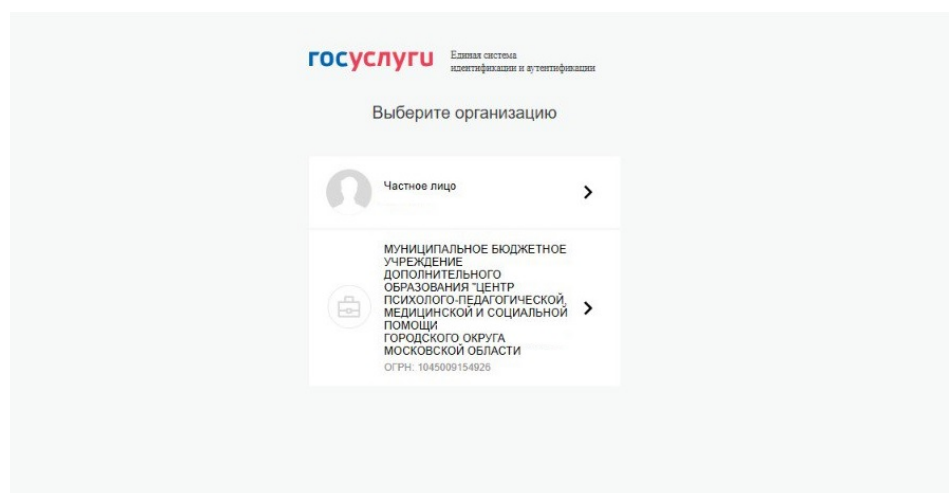 госуслуги
Единая система
идентификации и аутентификации
Выберите организацию
Частное лицо
МУНИЦИПАЛЬНОЕ БЮДЖЕТНОЕ
УЧРЕЖДЕНИЕ
ДОПОЛНИТЕЛЬНОГО
ОБРАЗОВАНИЯ "ЦЕНТР
ПСИХОЛОГО-ПЕДАГОГИЧЕСКОЙ,
МЕДИЦИНСКОЙ И СОЦИАЛЬНОЙ
ПОМОЩИ
ГОРОДСКОГО ОКРУГА
МОСКОВСКОЙ ОБЛАСТИ
ОГРН: 1045009154926